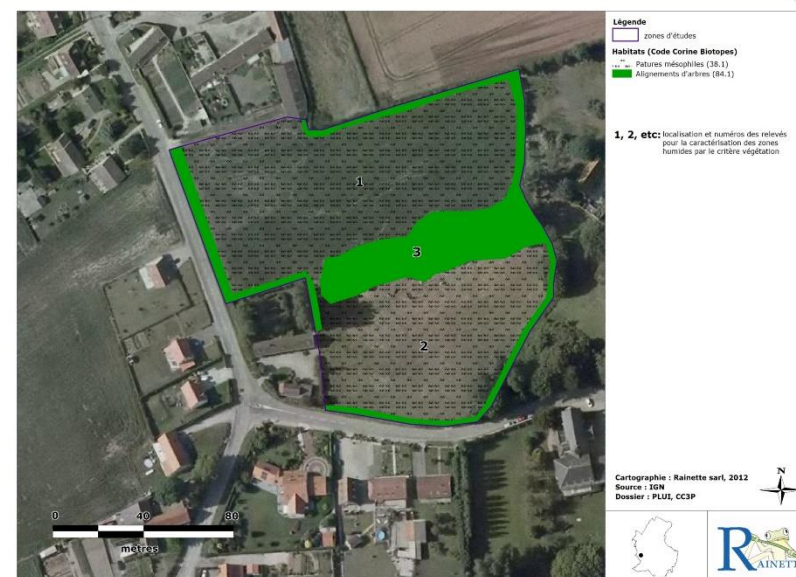 Légende
zones d'études
Habitats (Code Corine Biotopes)
Patures mésophiles (38.1)
Alignements d'arbres (84.1)
1, 2, etc: localisation et numéros des relevés
pour la caractérisation des zones
humides par le critère végétation
1
3
2
0 40 80
metres
Cartographie : Rainette sarl, 2012
Source : IGN
Dossier : PLUI, CC3P
N
RAINETTE